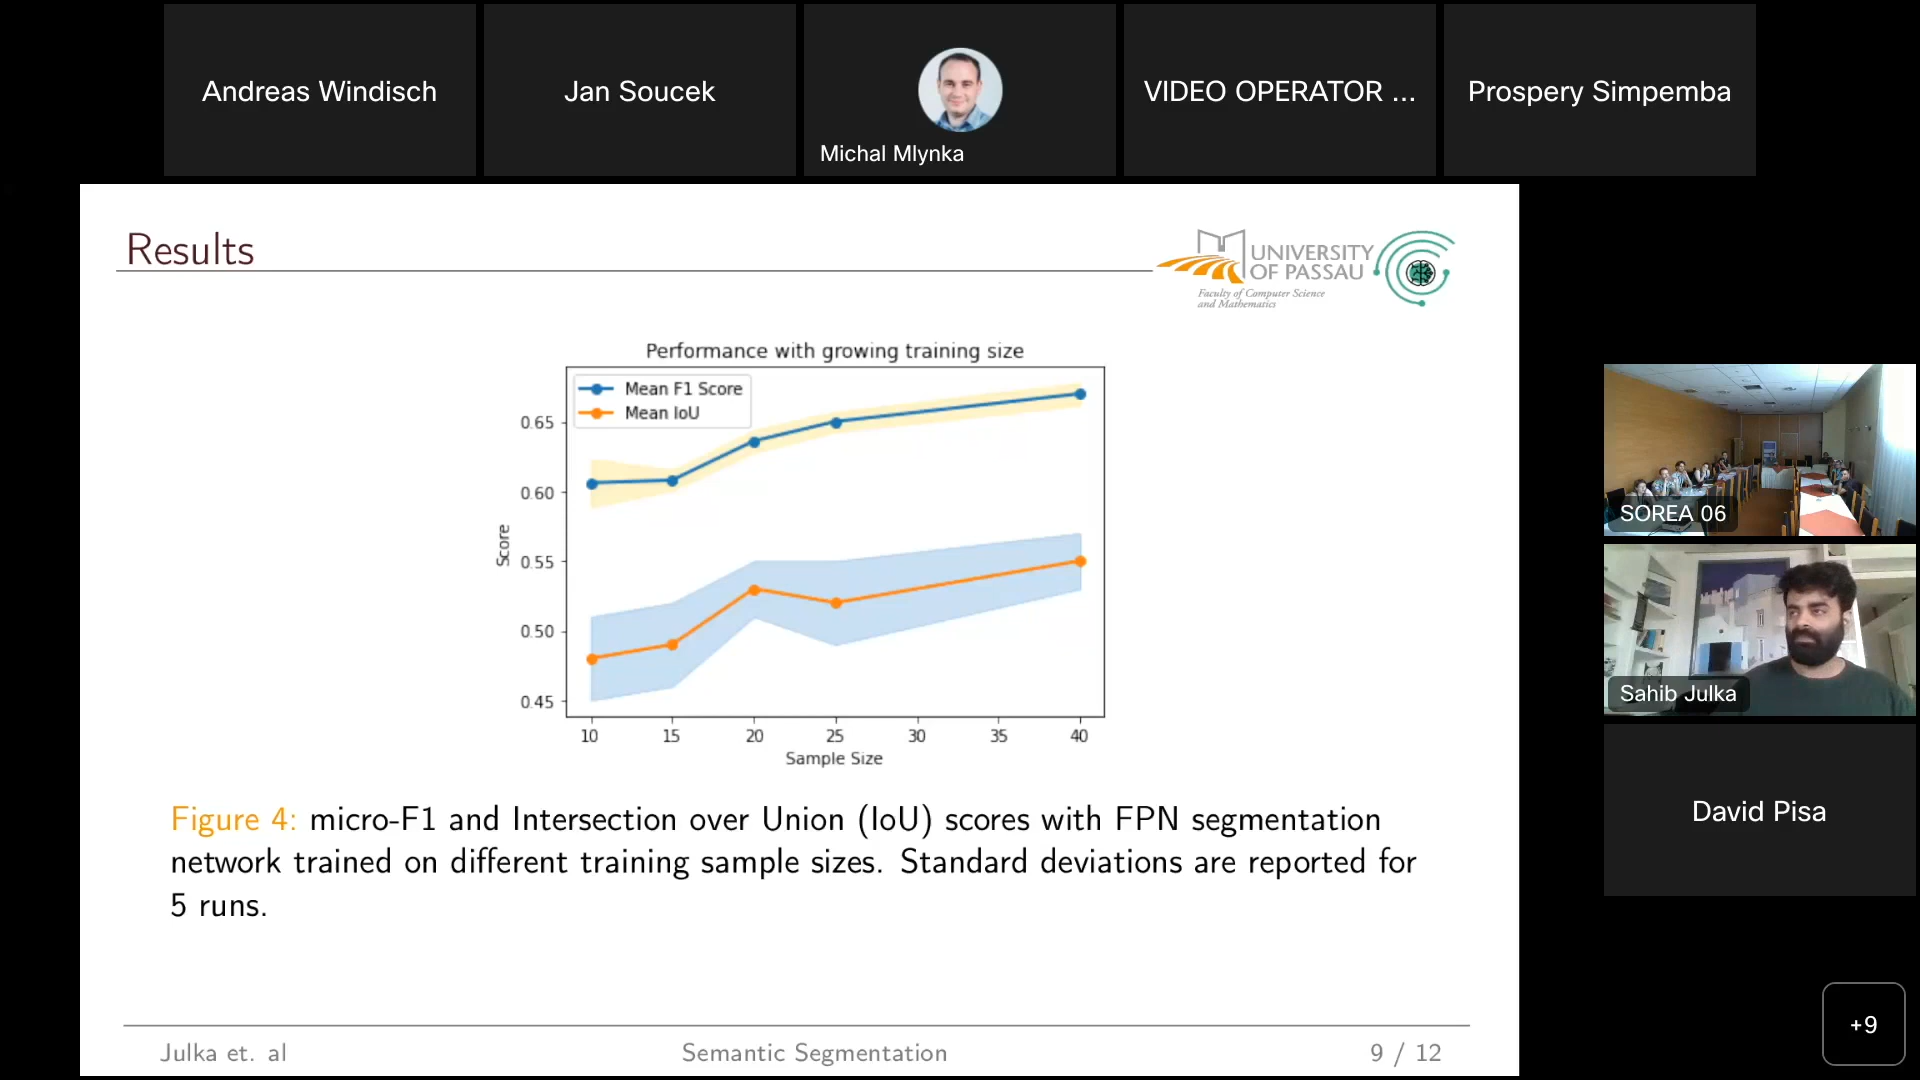 Andreas Windisch
Jan Soucek
Michal Mlynka
VIDEO OPERATOR ...
Prospery Simpemba
Results
UNIVERSITY
OF PASSAU
Faculty of Computer Science
and Mathematics
Performance with growing training size
Mean F1 Score
Mean IoU
0.65
0.60
0.55
0.50
0.45
Score
10 15 20 25 30 35 40
Sample Size
Figure 4: micro-F1 and Intersection over Union (IoU) scores with FPN segmentation
network trained on different training sample sizes. Standard deviations are reported for
5 runs.
Julka et. al
Semantic Segmentation
9 / 12
SOREA 06
Sahib Julka
David Pisa
+9